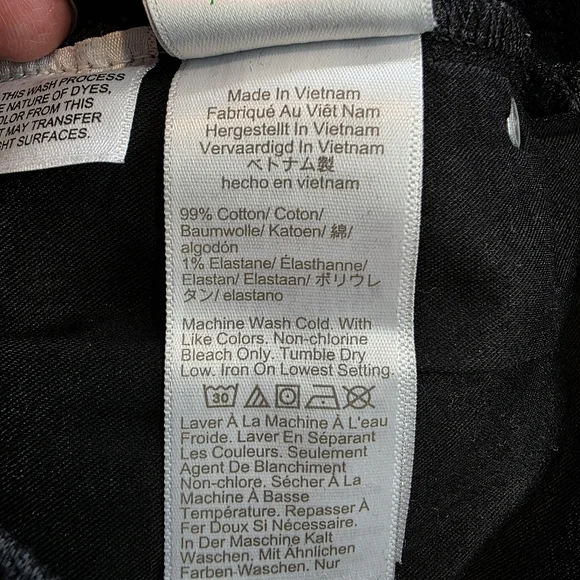 THIS WASH PROCESS
NATURE OF DYES,
COLOR FROM THIS
MAY TRANSFER
SURFACES.
Made In Vietnam
Fabriqué Au Viêt Nam
Hergestellt In Vietnam
Vervaardigd In Vietnam
ベトナム製
hecho en vietnam
99% Cotton/ Coton/
Baumwolle/ Katoen/ 綿/
algodón
1% Elastane/ Élasthanne/
Elastan/ Elastaan/ ポリウレ
タン/ elastano
Machine Wash Cold. With
Like Colors. Non-chlorine
Bleach Only. Tumble Dry
Low. Iron On Lowest Setting.
30
Laver À La Machine À L'eau
Froide. Laver En Séparant
Les Couleurs. Seulement
Agent De Blanchiment
Non-chlore. Sécher À La
Machine À Basse
Température. Repasser À
Fer Doux Si Nécessaire.
In Der Maschine Kalt
Waschen. Mit Ähnlichen
Farben Waschen. Nur